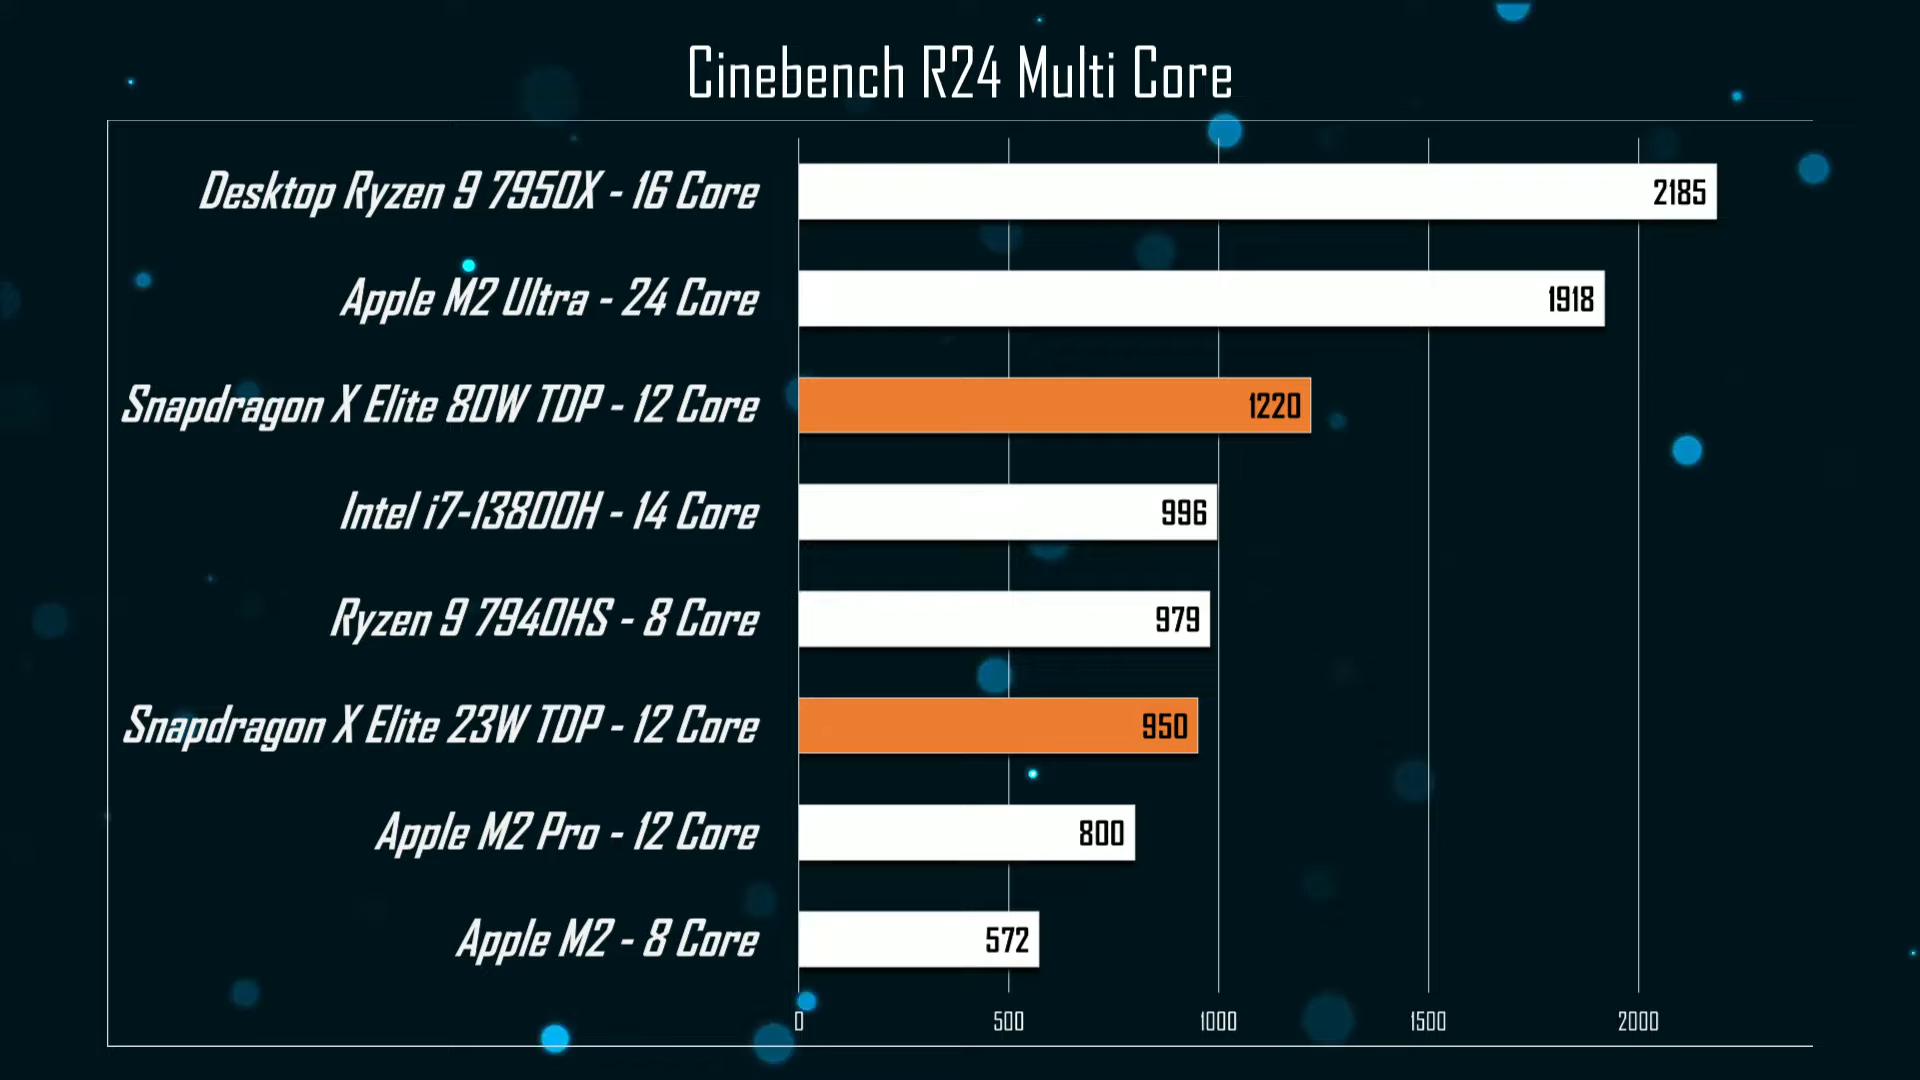 Cinebench R24 Multi Core
Desktop Ryzen 9 7950X - 16 Core 2185
Apple M2 Ultra - 24 Core 1918
Snapdragon X Elite 80W TDP - 12 Core 1220
Intel i7-13800H - 14 Core 996
Ryzen 9 7940HS - 8 Core 979
Snapdragon X Elite 23W TDP - 12 Core 950
Apple M2 Pro - 12 Core 800
Apple M2 - 8 Core 572
0 500 1000 1500 2000